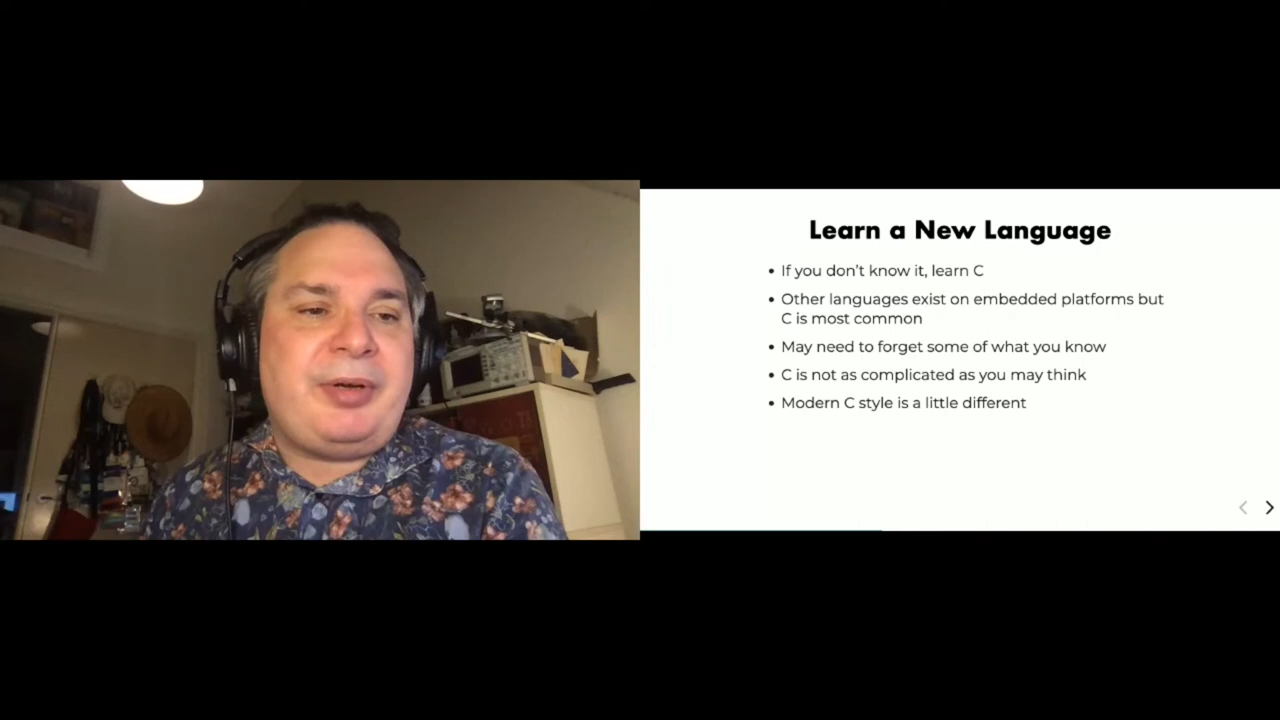 Learn a New Language
• If you don't know it, learn C
• Other languages exist on embedded platforms but
C is most common
• May need to forget some of what you know
• C is not as complicated as you may think
• Modern C style is a little different